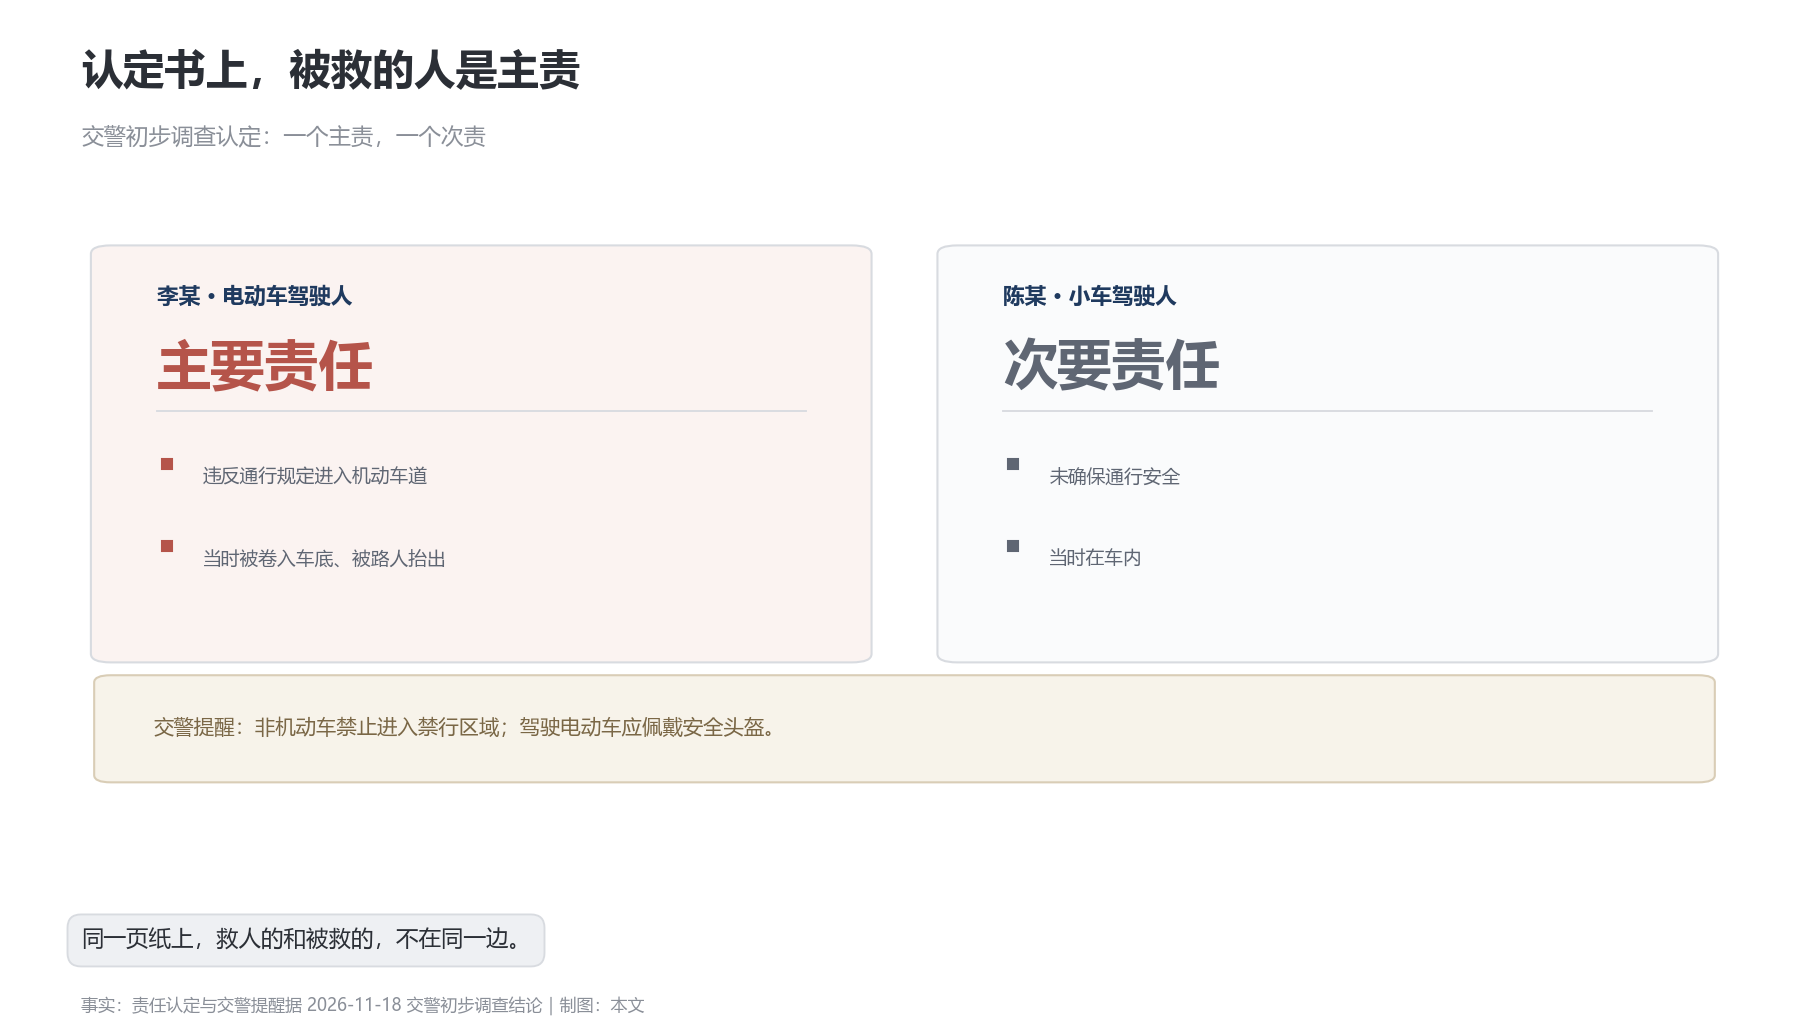 认定书上，被救的人是主责
交警初步调查认定：一个主责，一个次责
李某·电动车驾驶人
主要责任
违反通行规定进入机动车道
当时被卷入车底、被路人抬出
陈某·小车驾驶人
次要责任
未确保通行安全
当时在车内
交警提醒：非机动车禁止进入禁行区域；驾驶电动车应佩戴安全头盔。
同一页纸上，救人的和被救的，不在同一边。
事实：责任认定与交警提醒据 2026-11-18 交警初步调查结论 | 制图：本文